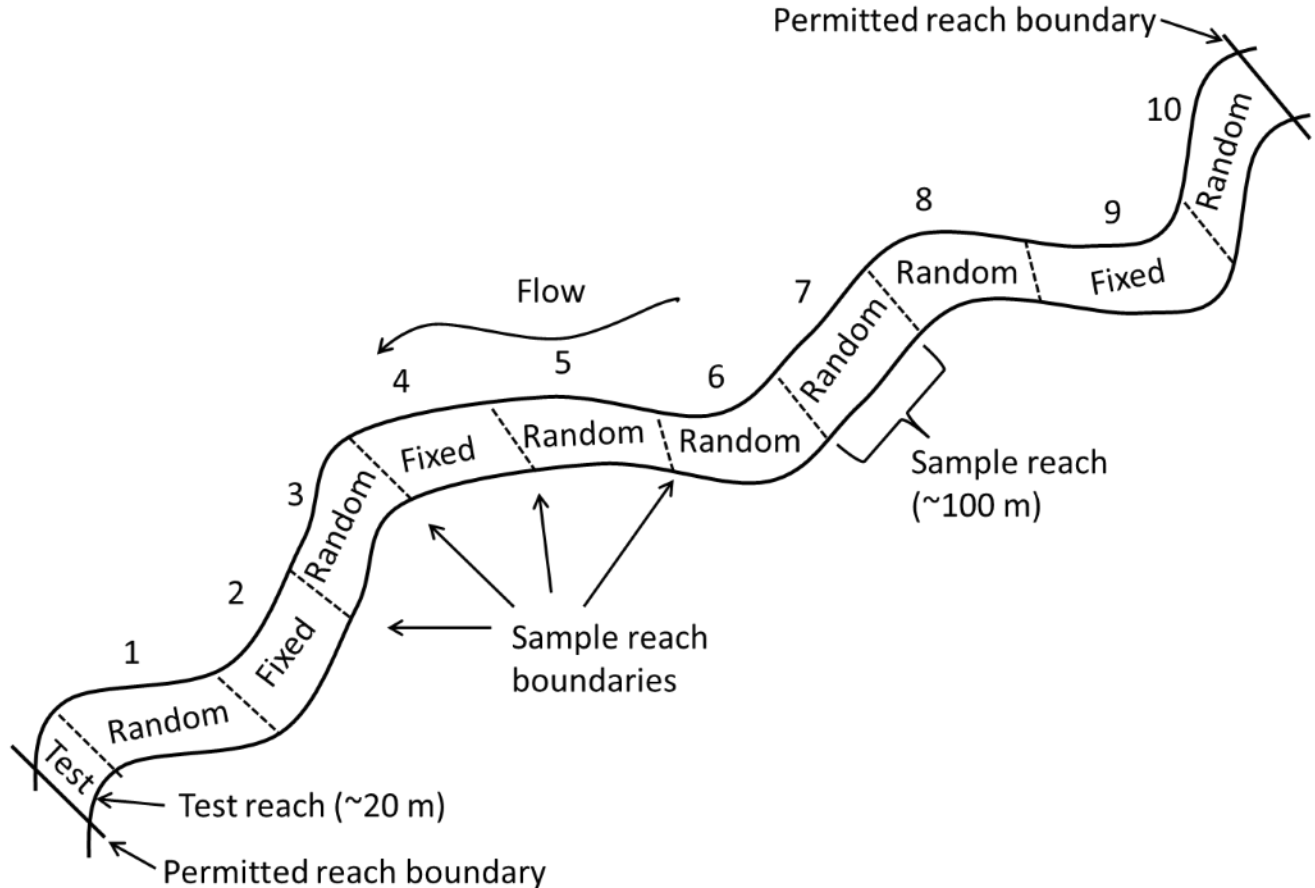 Permitted reach boundary
10
Random
8
9
Random
Fixed
7
Flow
Random
5
4
6
Random
Random
Fixed
Sample reach
(~100 m)
3
Random
2
Sample reach
boundaries
Fixed
1
Random
Test
Test reach (~20 m)
Permitted reach boundary